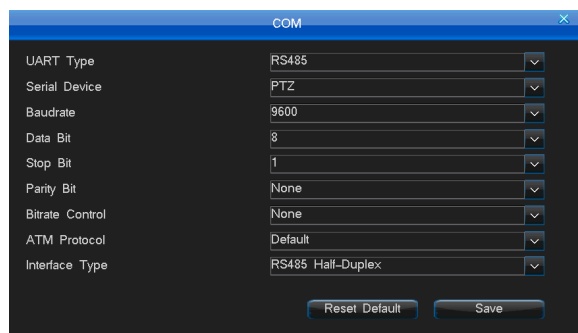 COM
UART Type RS485
Serial Device PTZ
Baudrate 9600
Data Bit 8
Stop Bit 1
Parity Bit None
Bitrate Control None
ATM Protocol Default
Interface Type RS485 Half-Duplex
Reset Default Save